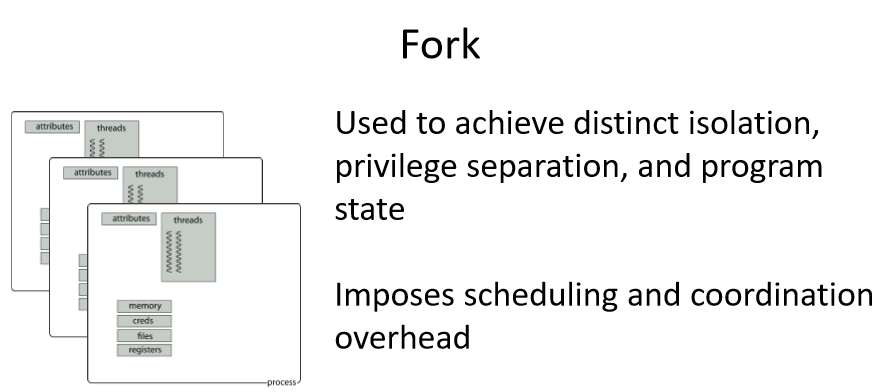 Fork
attributes
threads
attributes
threads
attributes
threads
memory
creds
files
registers
process
Used to achieve distinct isolation,
privilege separation, and program
state
Imposes scheduling and coordination
overhead